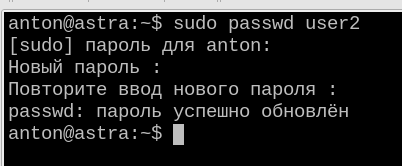 anton@astra:~$ sudo passwd user2
[sudo] пароль для anton:
Новый пароль :
Повторите ввод нового пароля :
passwd: пароль успешно обновлён
anton@astra:~$